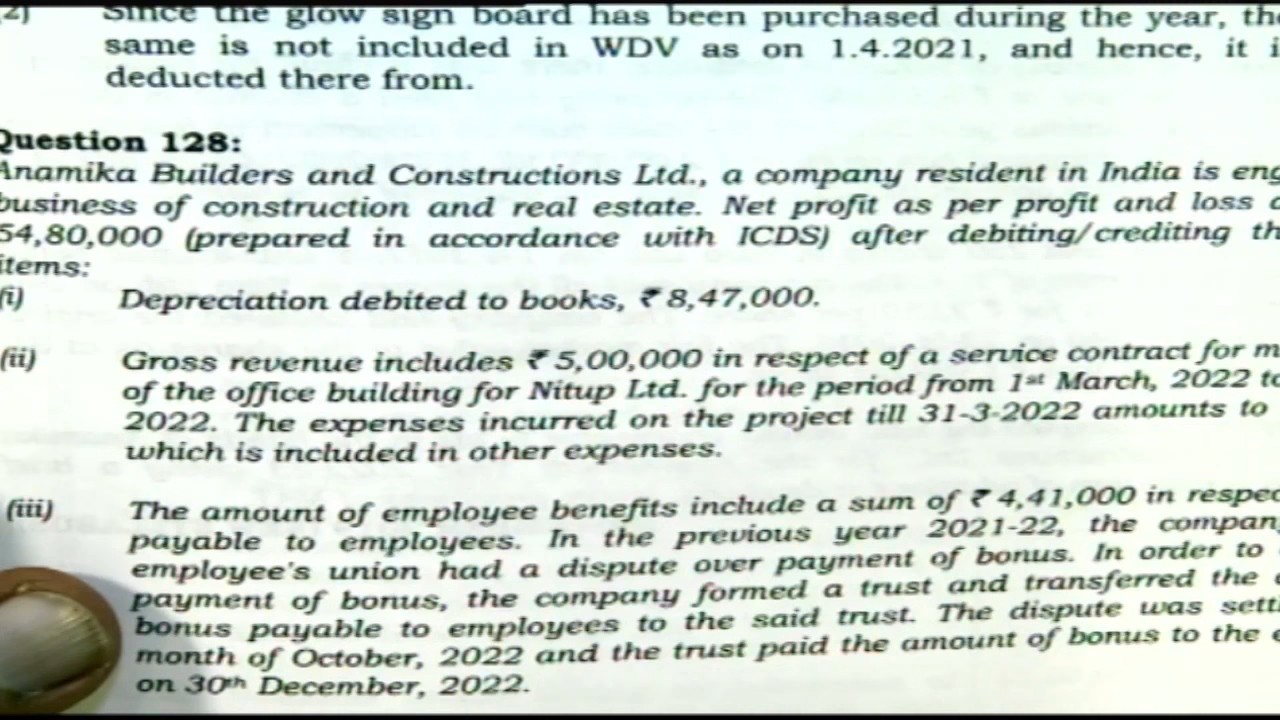 2) Since the glow sign board has been purchased during the year, the
same is not included in WDV as on 1.4.2021, and hence, it
deducted there from.
Question 128:
Anamika Builders and Constructions Ltd., a company resident in India is
business of construction and real estate. Net profit as per profit and loss
54,80,000 (prepared in accordance with ICDS) after debiting/crediting
items:
(i) Depreciation debited to books, ₹ 8,47,000.
(ii) Gross revenue includes ₹ 5,00,000 in respect of a service contract for
of the office building for Nitup Ltd. for the period from 1st March, 2022
2022. The expenses incurred on the project till 31-3-2022 amounts to
which is included in other expenses.
(iii) The amount of employee benefits include a sum of ₹ 4,41,000 in
payable to employees. In the previous year 2021-22, the
employee's union had a dispute over payment of bonus. In order to
payment of bonus, the company formed a trust and transferred the
bonus payable to employees to the said trust. The dispute was
month of October, 2022 and the trust paid the amount of bonus to the
on 30th December, 2022.